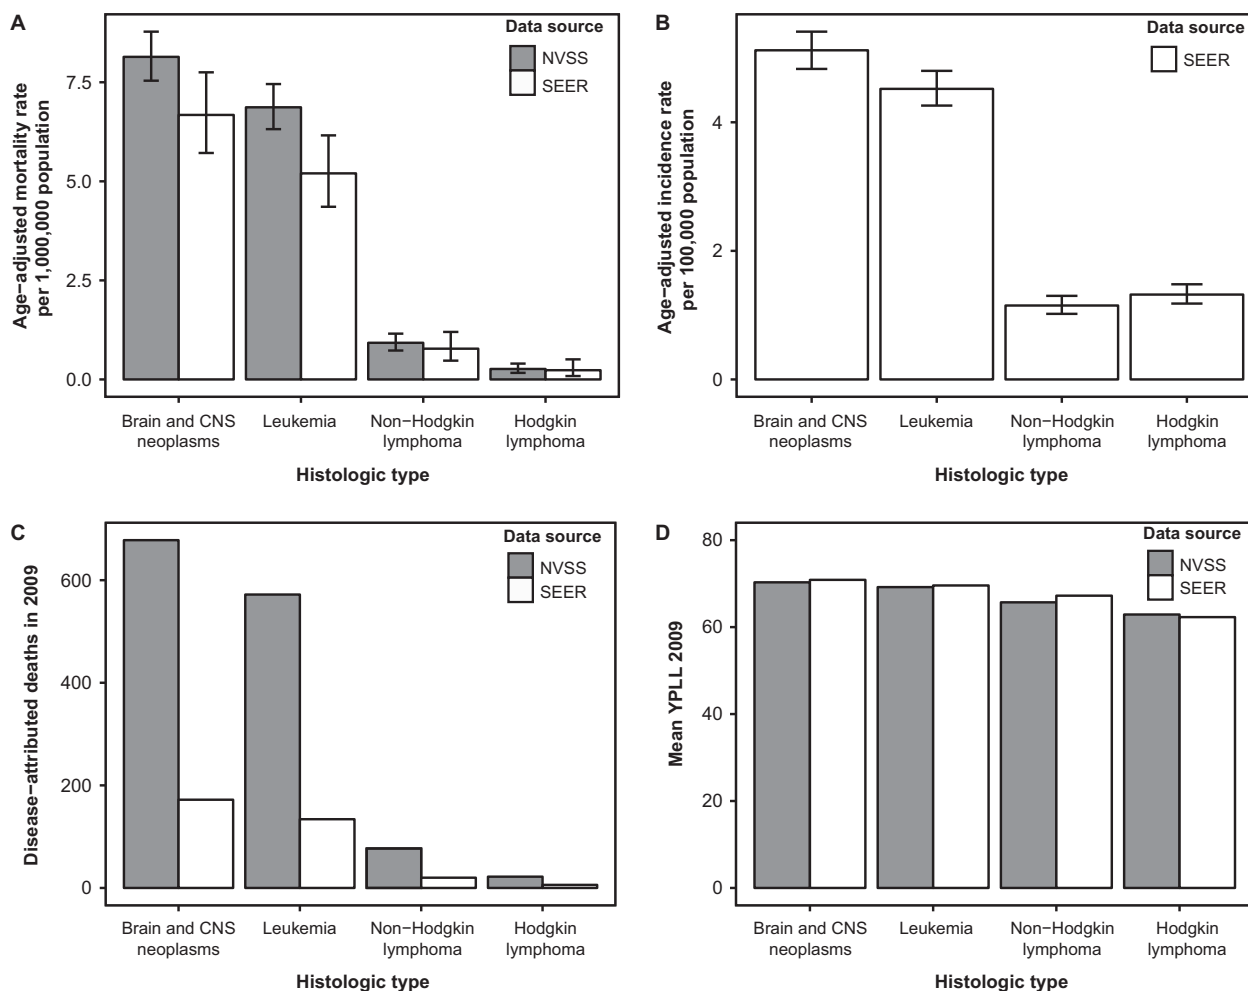 A
Data source
NVSS
SEER
Age−adjusted mortality rate
per 1,000,000 population
7.5
5.0
2.5
0.0
Brain and CNS
neoplasms
Leukemia
Non−Hodgkin
lymphoma
Hodgkin
lymphoma
Histologic type
B
Data source
SEER
Age−adjusted incidence rate
per 100,000 population
4
2
0
Brain and CNS
neoplasms
Leukemia
Non−Hodgkin
lymphoma
Hodgkin
lymphoma
Histologic type
C
Data source
NVSS
SEER
Disease−attributed deaths in 2009
600
400
200
0
Brain and CNS
neoplasms
Leukemia
Non−Hodgkin
lymphoma
Hodgkin
lymphoma
Histologic type
D
Data source
NVSS
SEER
Mean YPLL 2009
80
60
40
20
0
Brain and CNS
neoplasms
Leukemia
Non−Hodgkin
lymphoma
Hodgkin
lymphoma
Histologic type